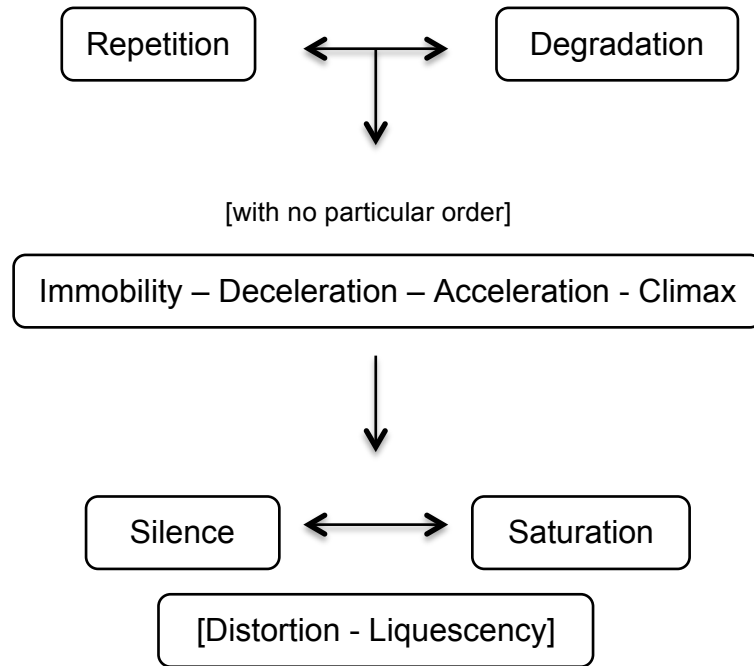 Repetition Degradation
[with no particular order]
Immobility – Deceleration – Acceleration - Climax
Silence Saturation
[Distortion - Liquescency]